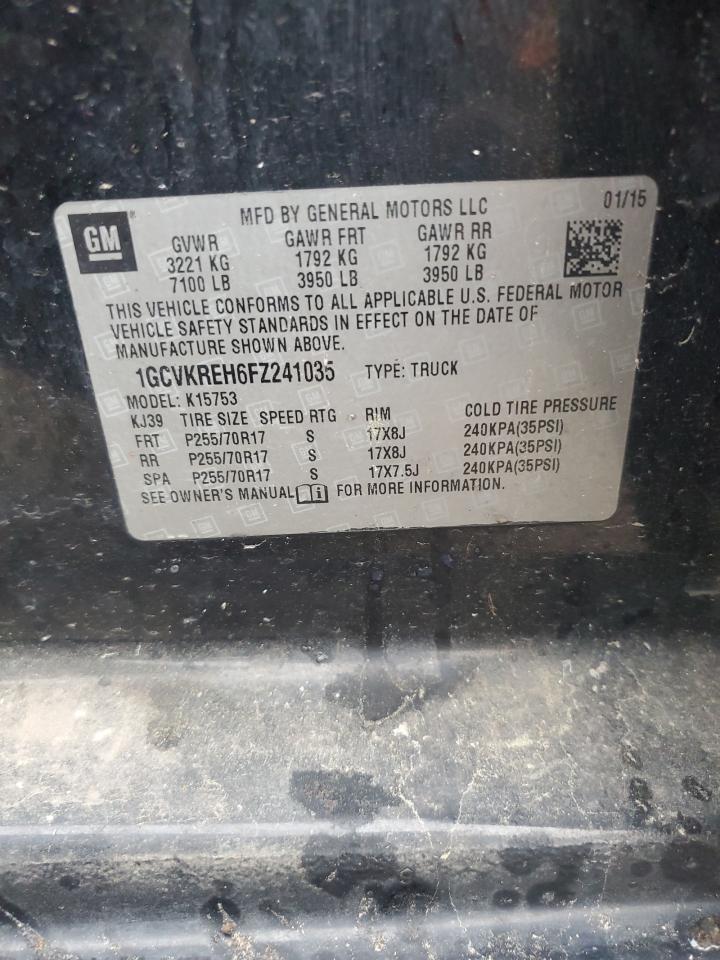 GM
MFD BY GENERAL MOTORS LLC 01/15
GVWR GAWR FRT GAWR RR
3221 KG 1792 KG 1792 KG
7100 LB 3950 LB 3950 LB
THIS VEHICLE CONFORMS TO ALL APPLICABLE U.S. FEDERAL MOTOR
VEHICLE SAFETY STANDARDS IN EFFECT ON THE DATE OF
MANUFACTURE SHOWN ABOVE.
1GCVKREH6FZ241035 TYPE: TRUCK
MODEL: K15753
KJ39 TIRE SIZE SPEED RTG RIM COLD TIRE PRESSURE
FRT P255/70R17 S 17X8J 240KPA(35PSI)
RR P255/70R17 S 17X8J 240KPA(35PSI)
SPA P255/70R17 S 17X7.5J 240KPA(35PSI)
SEE OWNER'S MANUAL i FOR MORE INFORMATION.